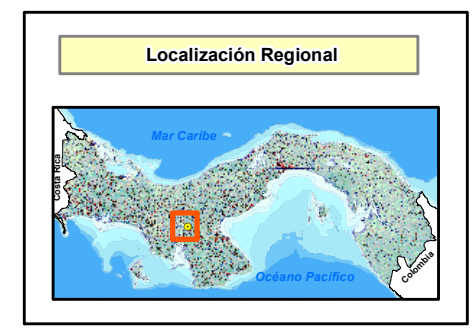 Localización Regional
Mar Caribe
Costa Rica
Océano Pacífico
Colombia